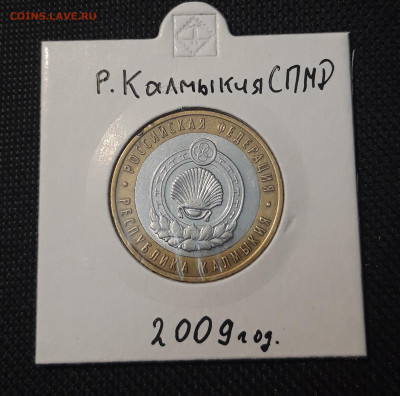 COINS.LAVE.RU
Р. Калмыкия СПМД
РОССИЙСКАЯ ФЕДЕРАЦИЯ
РЕСПУБЛИКА КАЛМЫКИЯ
2009 год.